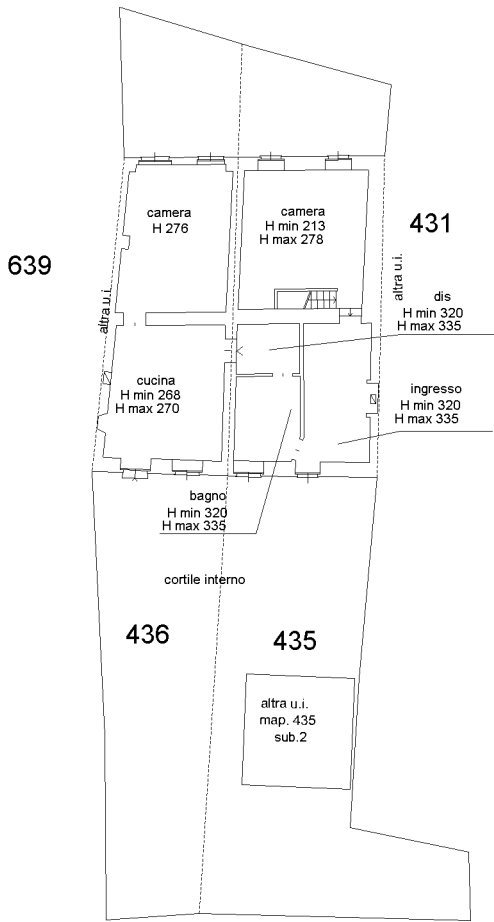 camera
H 276
camera
H min 213
H max 278
431
639
altra u.i.
altra u.i.
dis
H min 320
H max 335
cucina
H min 268
H max 270
ingresso
H min 320
H max 335
bagno
H min 320
H max 335
cortile interno
436
435
altra u.i.
map. 435
sub.2